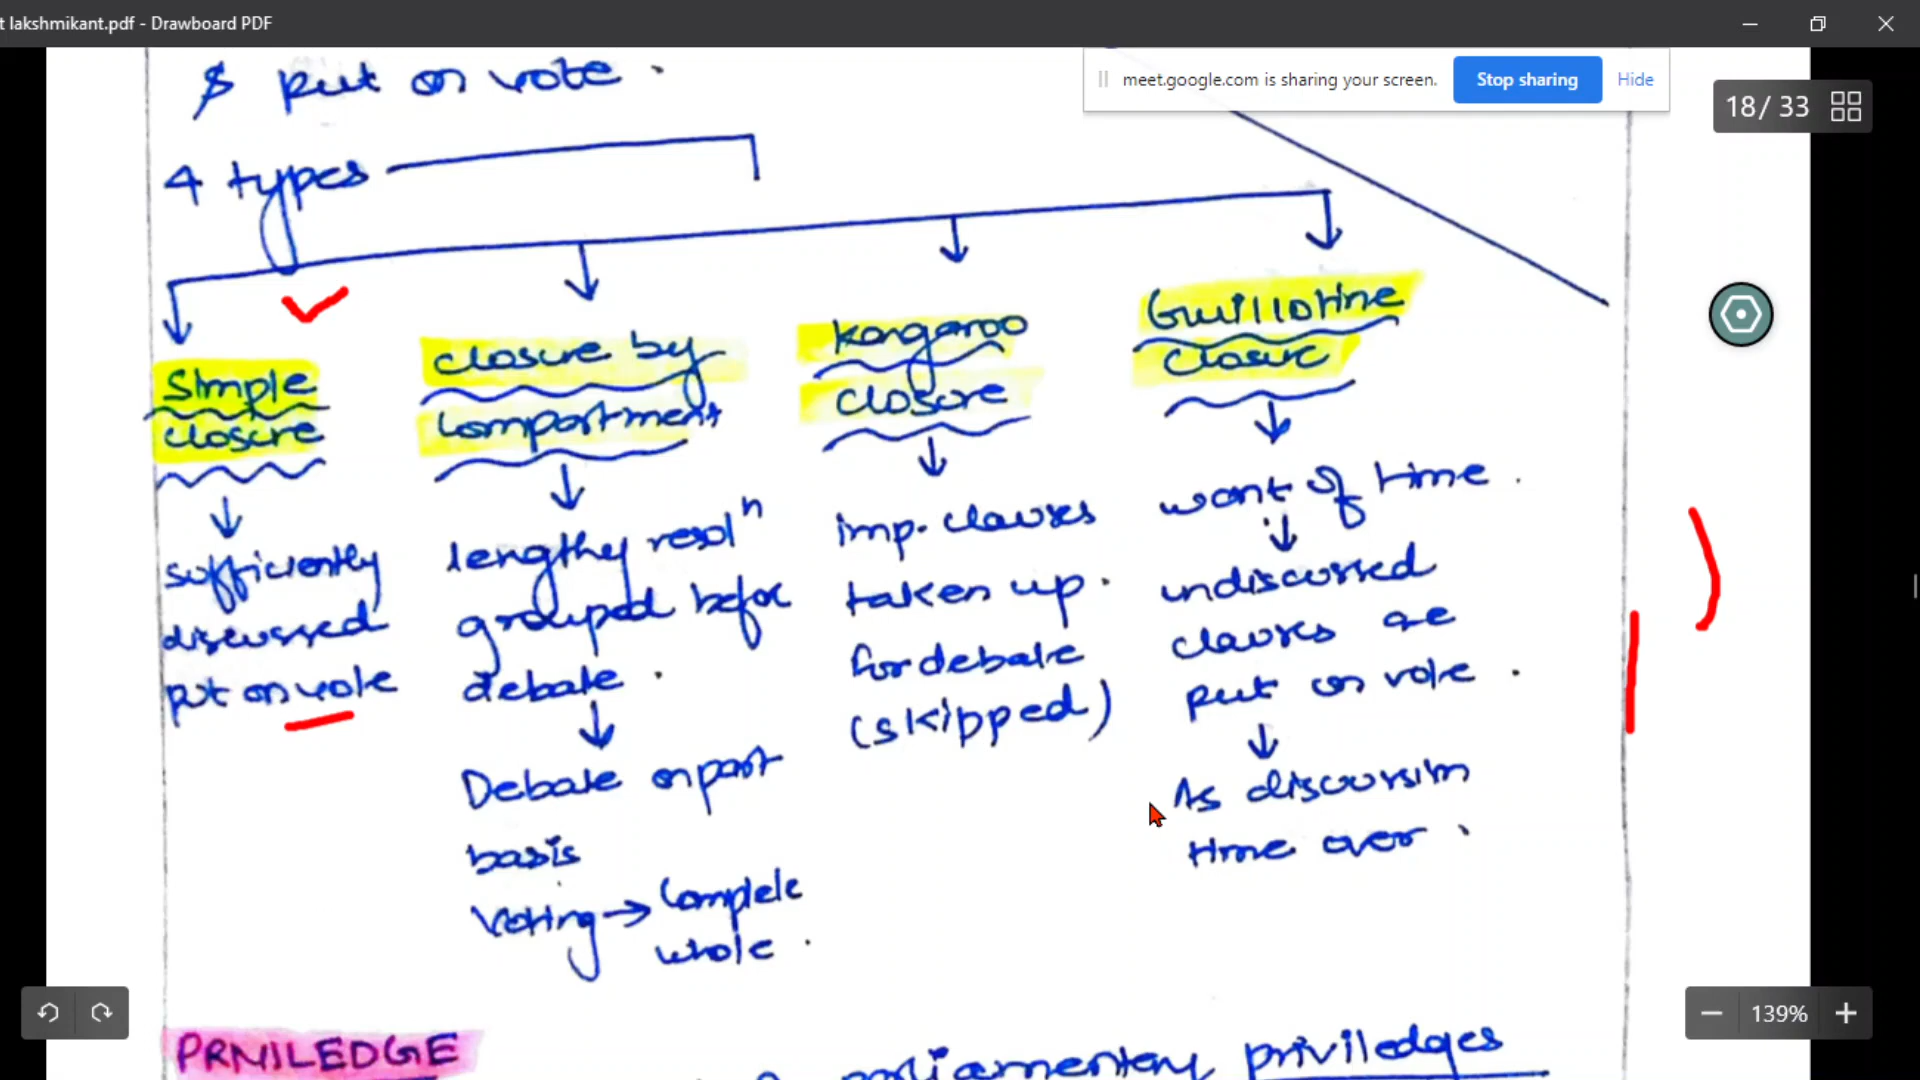 t lakshmikant.pdf - Drawboard PDF
meet.google.com is sharing your screen.
Stop sharing
Hide
18/ 33
$ put on vote.
4 types
Simple
closure
sufficiently
discussed
put on vote
closure by
compartment
lengthy resolⁿ
grouped before
debate.
Debate on part
basis
Voting → Complete
whole.
Kangaroo
closure
imp. clauses
taken up.
for debate
(skipped)
Guillotine
closure
want of time.
undiscussed
clauses are
put on vote.
As discussion
time over.
PRIVILEDGE
parliamentary priviledges
139%